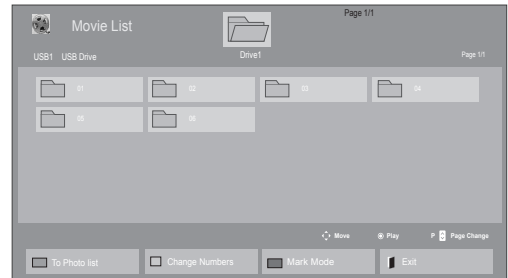 Movie List
Page 1/1
USB1 USB Drive
Drive1
Page 1/1
01 02 03 04
05 06
Move Play P Page Change
To Photo list Change Numbers Mark Mode Exit